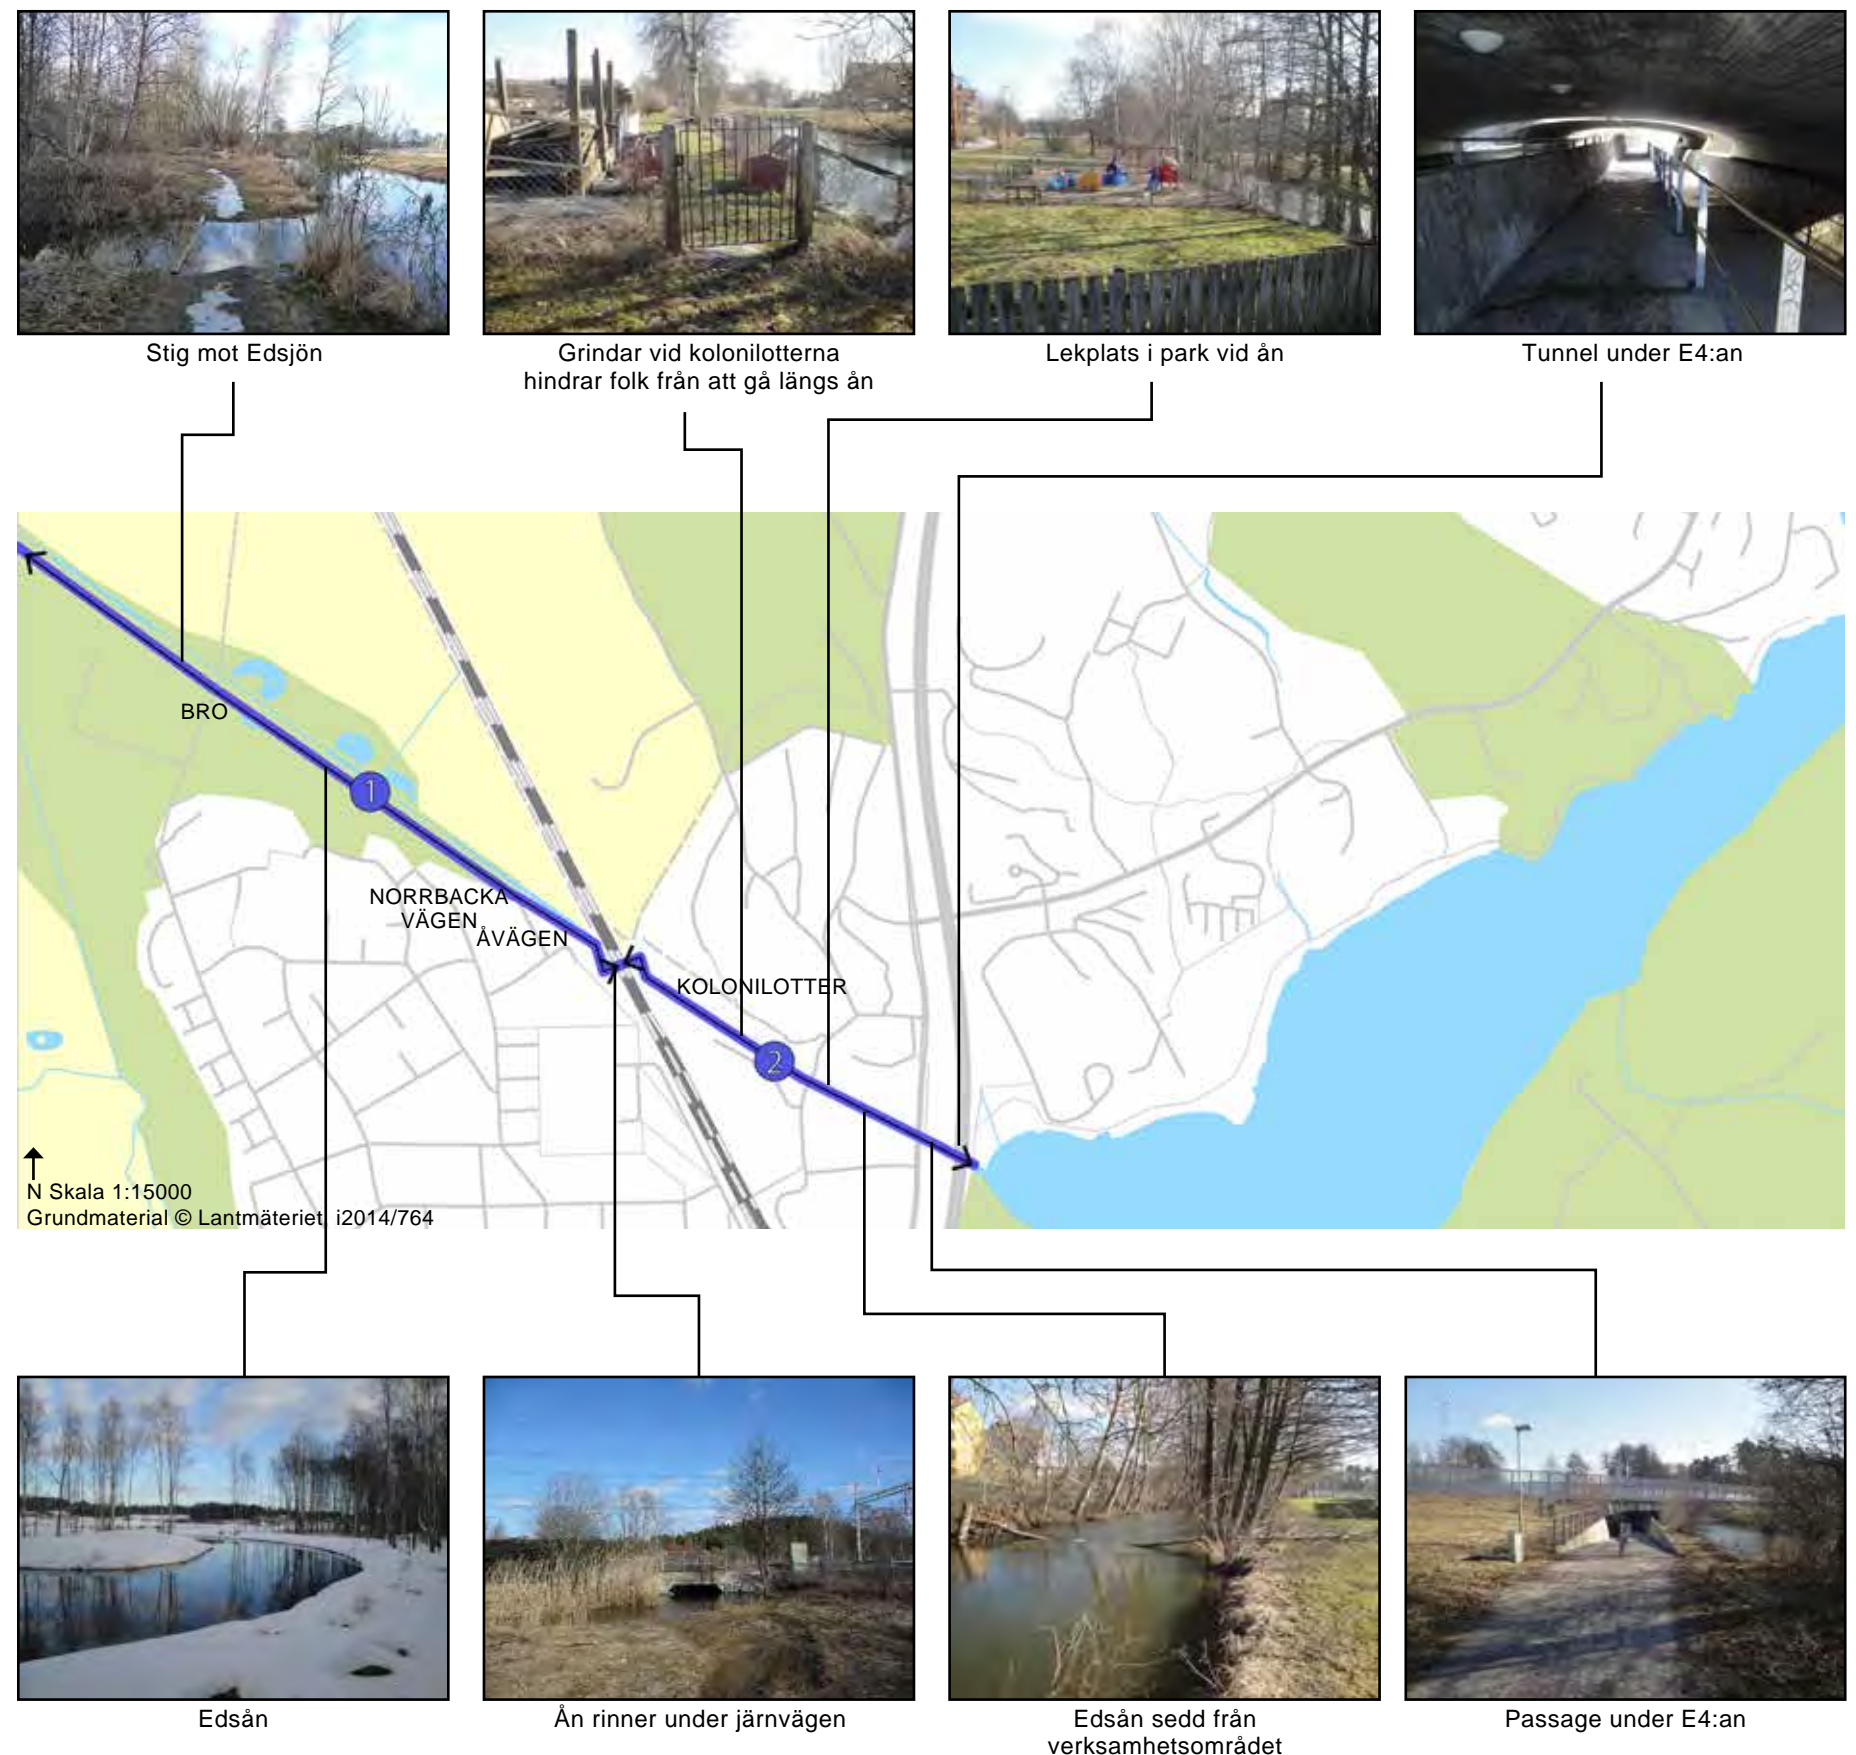 Stig mot Edsjön
Grindar vid kolonilotterna
hindrar folk från att gå längs ån
Lekplats i park vid ån
Tunnel under E4:an
BRO
1
NORRBACKA
VÄGEN
ÅVÄGEN
KOLONILOTTER
2
N Skala 1:15000
Grundmaterial © Lantmäteriet, i2014/764
Edsån
Ån rinner under järnvägen
Edsån sedd från
verksamhetsområdet
Passage under E4:an